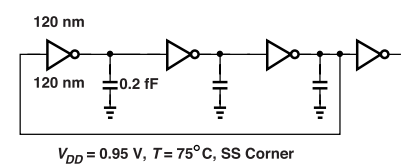 120 nm
120 nm
0.2 fF
V_DD = 0.95 V, T = 75°C, SS Corner